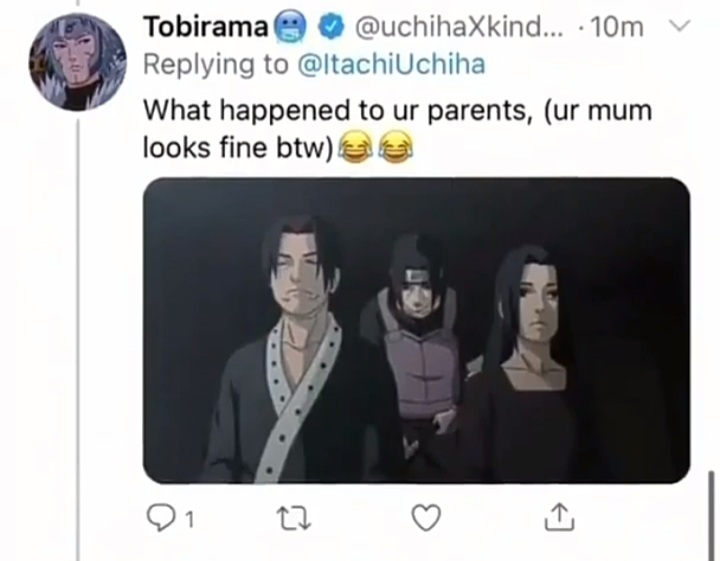 Tobirama🥶 @uchihaXkind... · 10m
Replying to @ItachiUchiha
What happened to ur parents, (ur mum
looks fine btw)😂😂
1